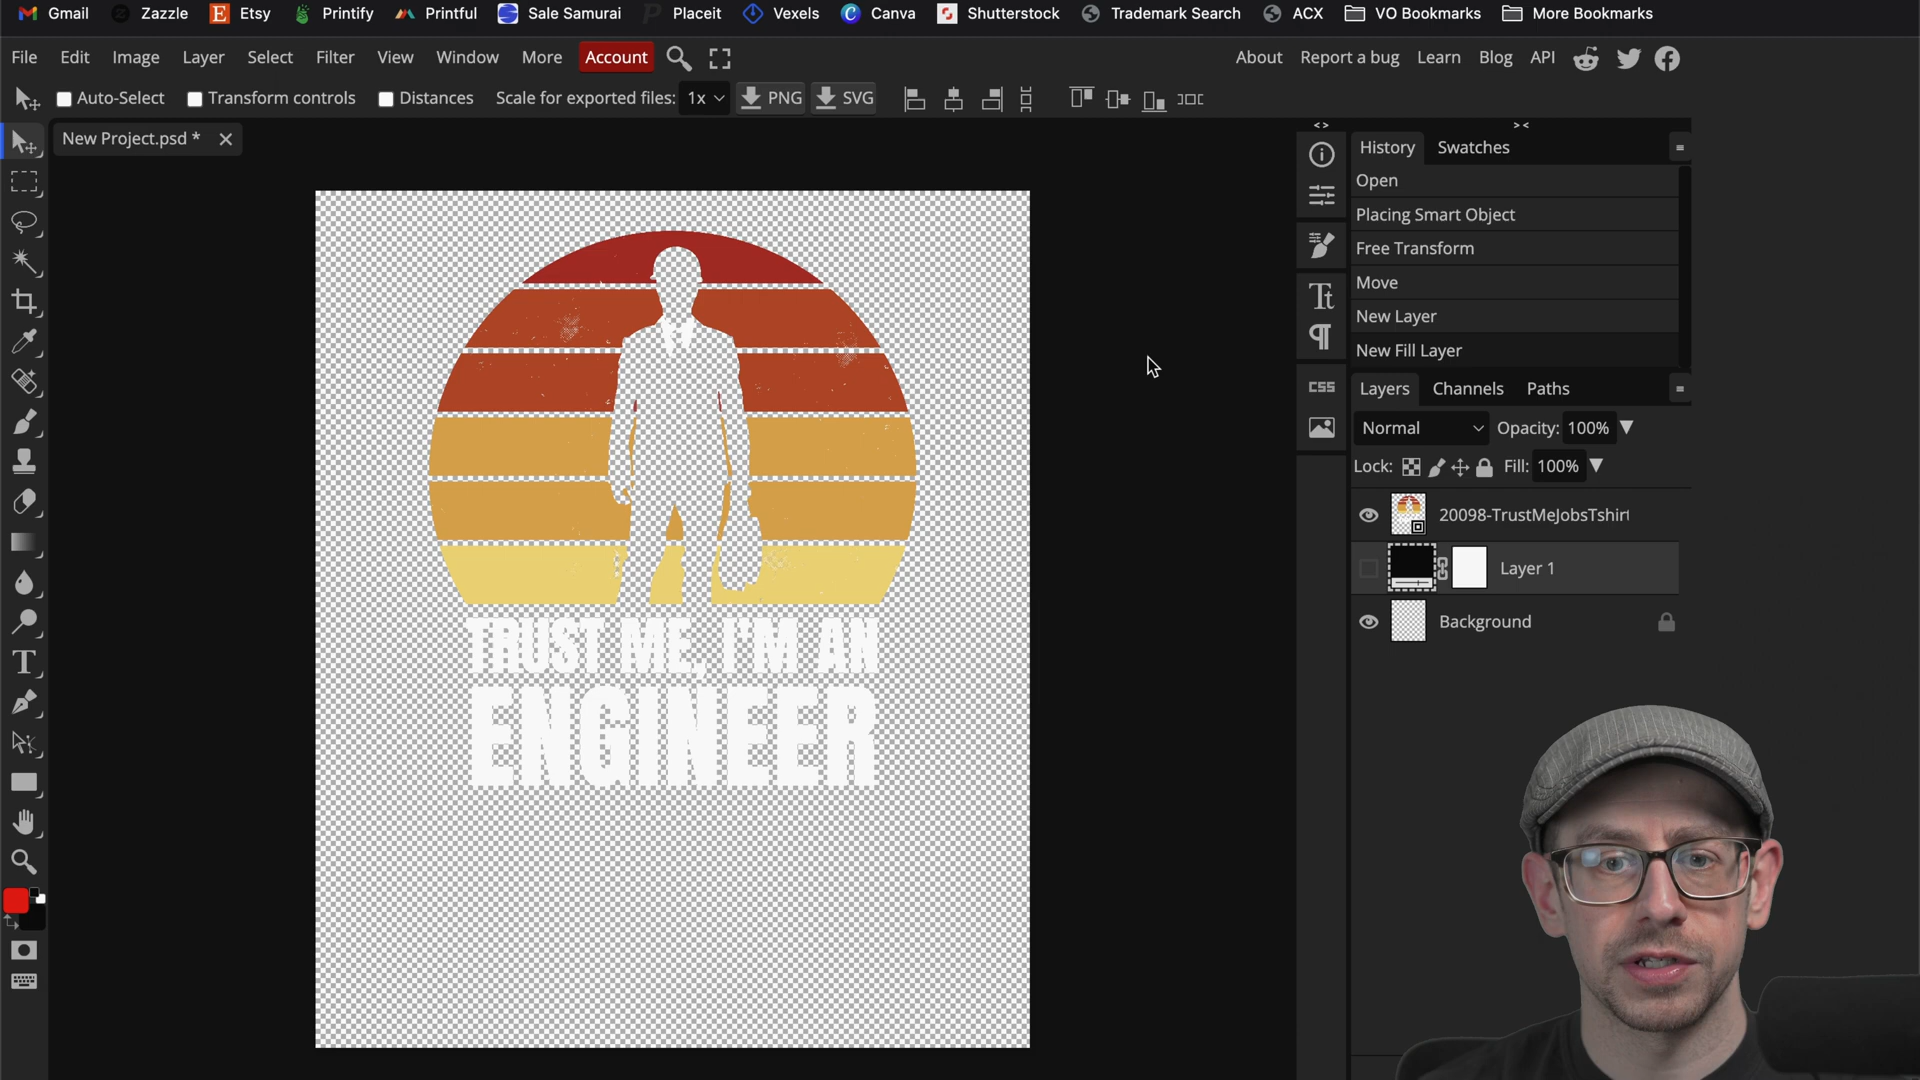 Gmail Zazzle Etsy Printify Printful Sale Samurai Placeit Vexels Canva Shutterstock Trademark Search ACX VO Bookmarks More Bookmarks
File Edit Image Layer Select Filter View Window More Account About Report a bug Learn Blog API
Auto-Select Transform controls Distances Scale for exported files: 1x PNG SVG
New Project.psd *
History Swatches
Open
Placing Smart Object
Free Transform
Move
New Layer
New Fill Layer
CSS
Layers Channels Paths
Normal Opacity: 100%
Lock: Fill: 100%
20098-TrustMeJobsTshirt
Layer 1
Background
TRUST ME, I'M AN
ENGINEER